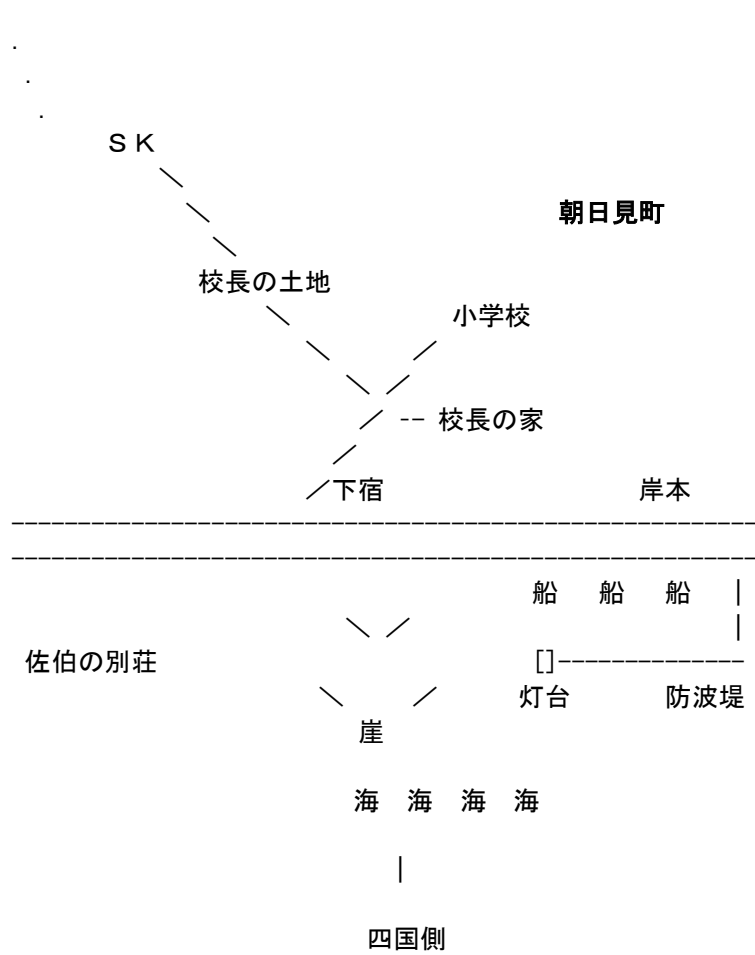 .
.
.
ＳＫ
＼
＼
朝日見町
＼
校長の土地
＼
小学校
＼ ／
＼ ／
／ -- 校長の家
／
／下宿 岸本
--------------------------------------------------------
--------------------------------------------------------
船 船 船 |
＼ ／ |
佐伯の別荘 []--------------
＼ ／ 灯台 防波堤
崖
海 海 海 海
|
四国側